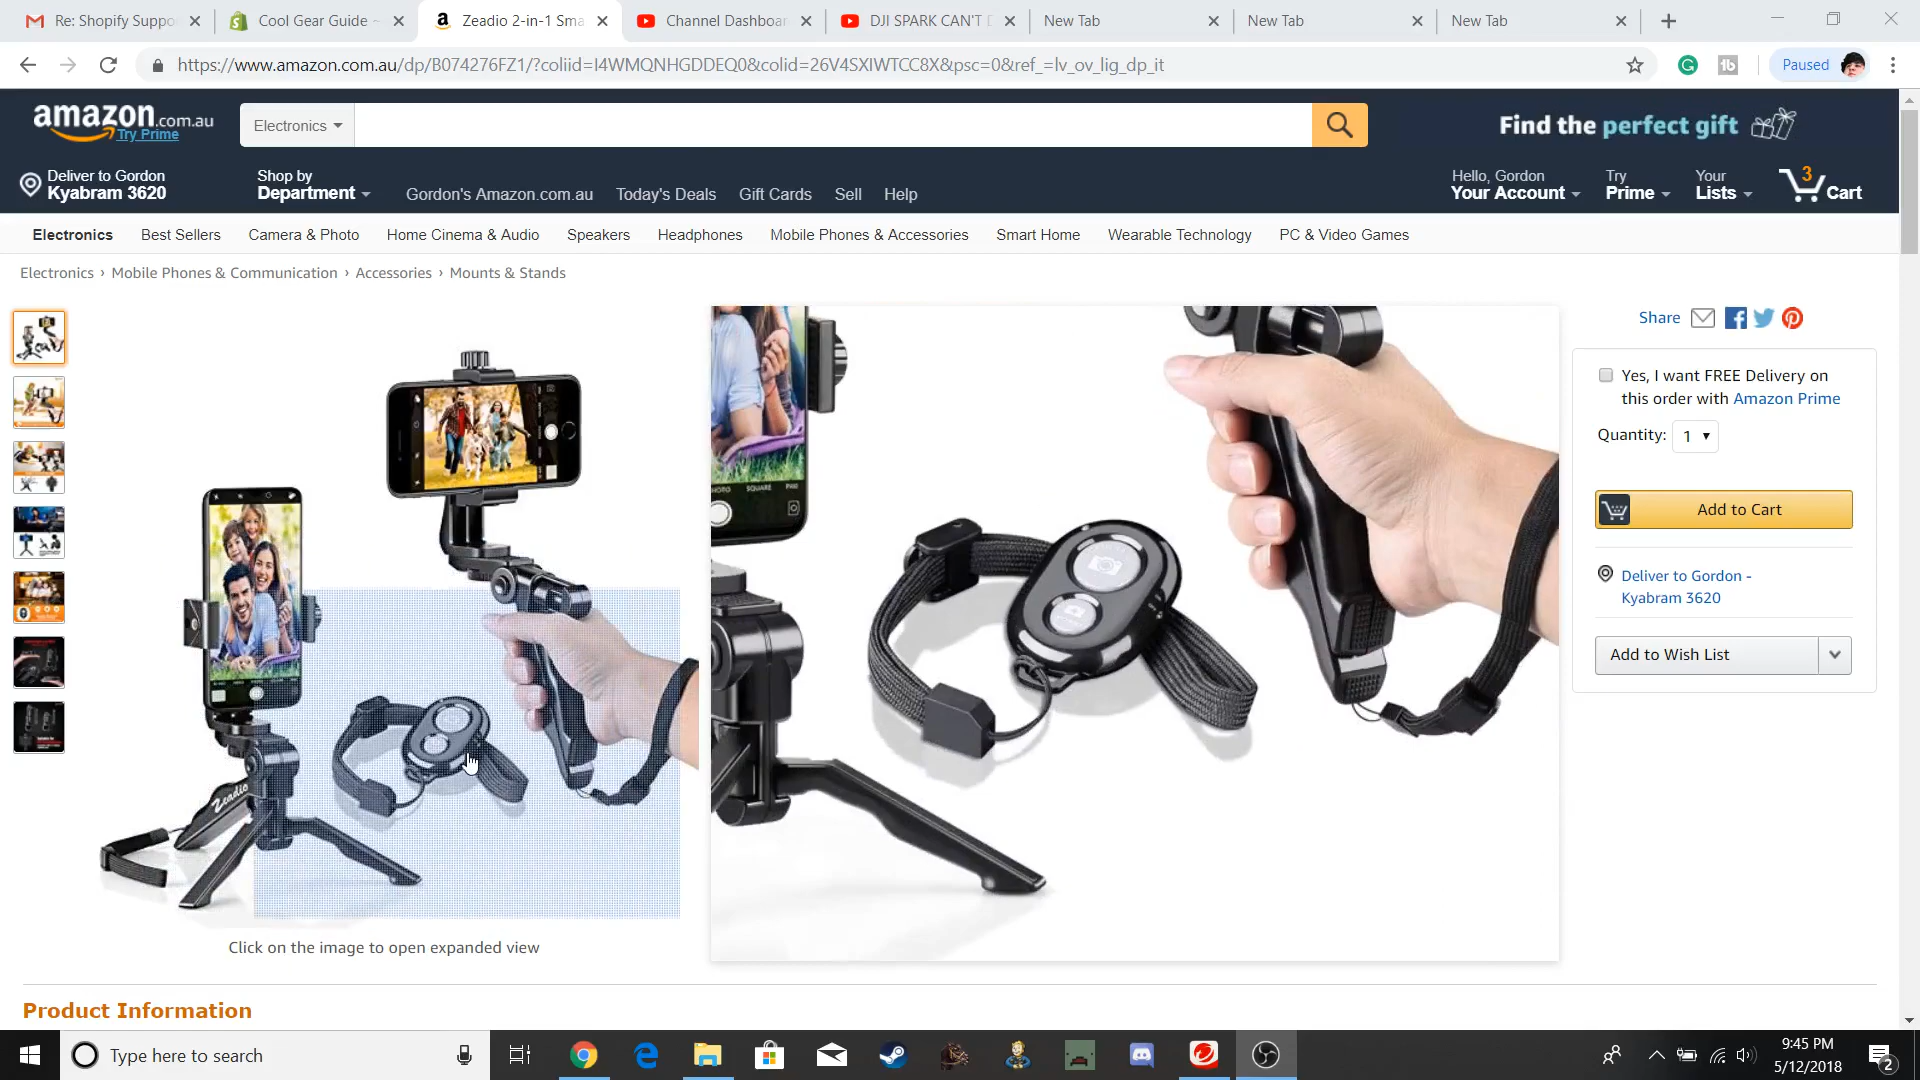 Re: Shopify Suppo
Cool Gear Guide ~
Zeadio 2-in-1 Sma
Channel Dashboar
DJI SPARK CAN'T D
New Tab
New Tab
New Tab
https://www.amazon.com.au/dp/B074276FZ1/?coliid=I4WMQNHGDDEQ0&colid=26V4SXIWTCC8X&psc=0&ref_=lv_ov_lig_dp_it
Paused
amazon.com.au
Try Prime
Electronics
Find the perfect gift
Deliver to Gordon
Kyabram 3620
Shop by
Department
Gordon's Amazon.com.au
Today's Deals
Gift Cards
Sell
Help
Hello, Gordon
Your Account
Try
Prime
Your
Lists
3
Cart
Electronics
Best Sellers
Camera & Photo
Home Cinema & Audio
Speakers
Headphones
Mobile Phones & Accessories
Smart Home
Wearable Technology
PC & Video Games
Electronics › Mobile Phones & Communication › Accessories › Mounts & Stands
Share
Yes, I want FREE Delivery on
this order with Amazon Prime
Quantity: 1
Add to Cart
Deliver to Gordon -
Kyabram 3620
Add to Wish List
SQUARE
Zeadio
Click on the image to open expanded view
Product Information
Type here to search
9:45 PM
5/12/2018
2